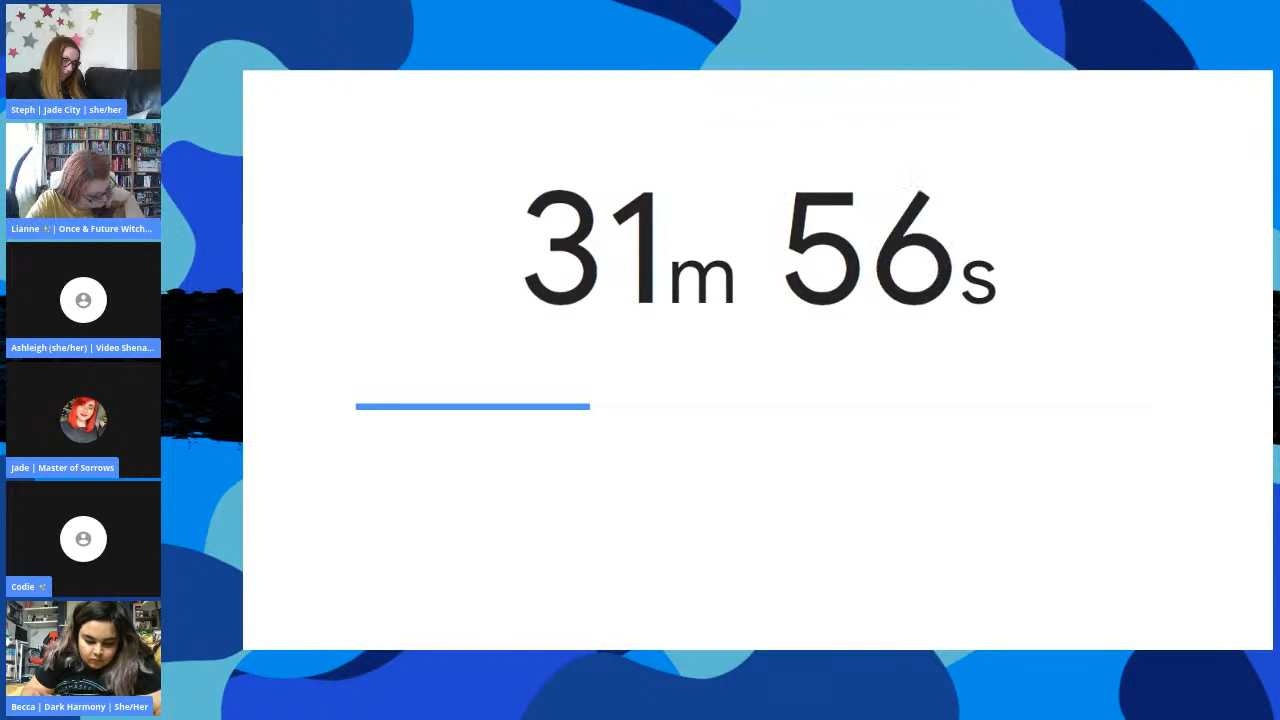 Steph | Jade City | she/her
Lianne ✨ | Once & Future Witch...
Ashleigh (she/her) | Video Shena...
Jade | Master of Sorrows
Codie ✨
Becca | Dark Harmony | She/Her
31m 56s